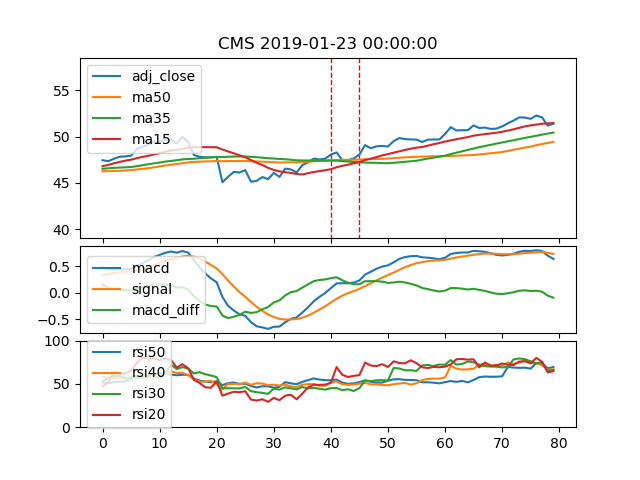 CMS 2019-01-23 00:00:00
55
50
45
40
adj_close
ma50
ma35
ma15
0.5
0.0
−0.5
macd
signal
macd_diff
100
50
0
rsi50
rsi40
rsi30
rsi20
0 10 20 30 40 50 60 70 80